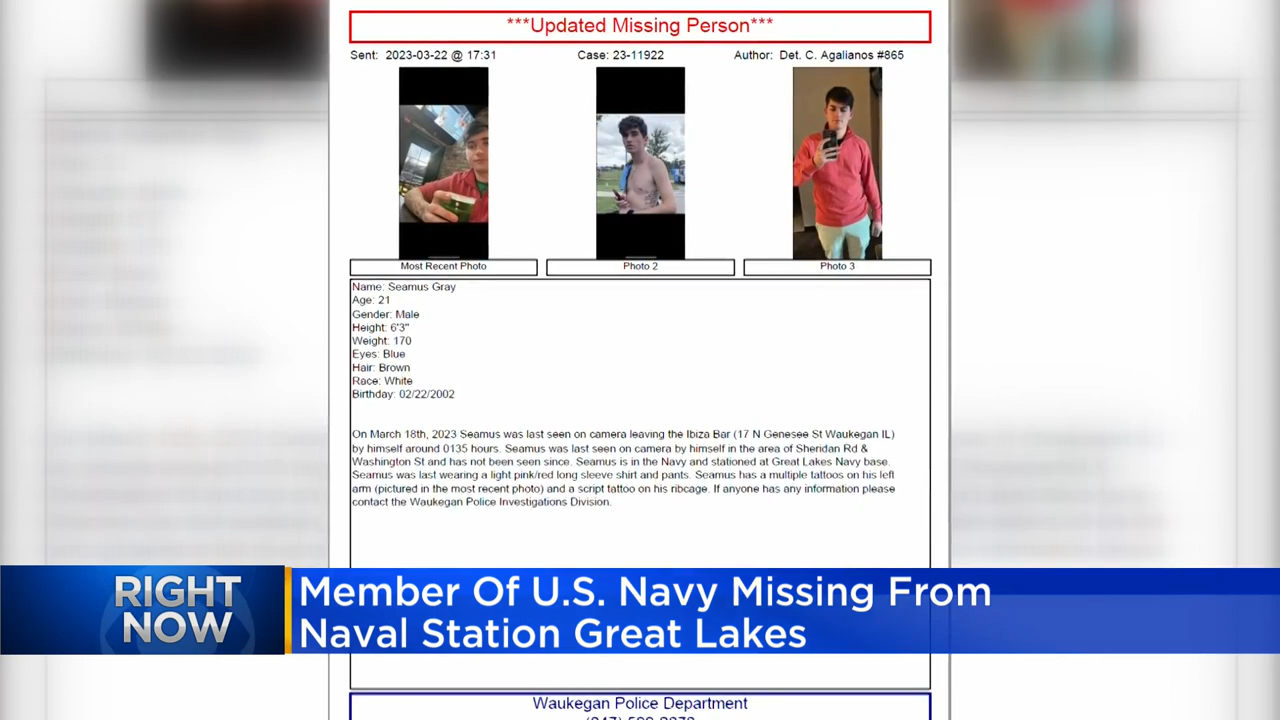 ***Updated Missing Person***
Sent: 2023-03-22 @ 17:31 Case: 23-11922 Author: Det. C. Agalianos #865
Most Recent Photo Photo 2 Photo 3
Name: Seamus Gray
Age: 21
Gender: Male
Height: 6'3"
Weight: 170
Eyes: Blue
Hair: Brown
Race: White
Birthday: 02/22/2002
On March 18th, 2023 Seamus was last seen on camera leaving the Ibiza Bar (17 N Genesee St Waukegan IL)
by himself around 0135 hours. Seamus was last seen on camera by himself in the area of Sheridan Rd &
Washington St and has not been seen since. Seamus is in the Navy and stationed at Great Lakes Navy base.
Seamus was last wearing a light pink/red long sleeve shirt and pants. Seamus has a multiple tattoos on his left
arm (pictured in the most recent photo) and a script tattoo on his ribcage. If anyone has any information please
contact the Waukegan Police Investigations Division.
RIGHT
NOW
Member Of U.S. Navy Missing From
Naval Station Great Lakes
Waukegan Police Department